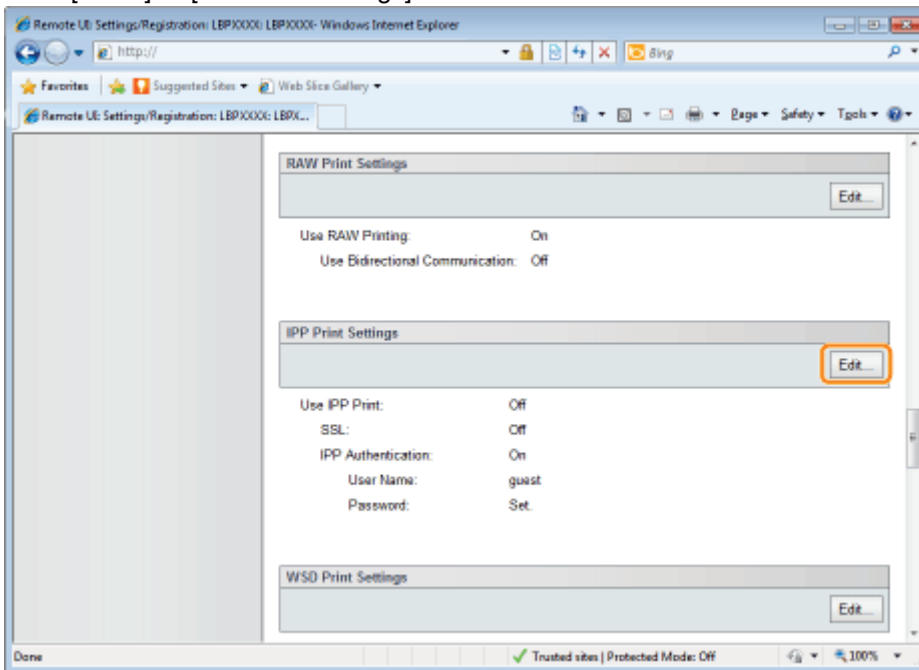 Remote UI: Settings/Registration: LBPXXXX: LBPXXXX- Windows Internet Explorer
http://
Bing
Favorites Suggested Sites Web Slice Gallery
Remote UI: Settings/Registration: LBPXXXX: LBPX... Page Safety Tools
RAW Print Settings
Edit...
Use RAW Printing: On
Use Bidirectional Communication: Off
IPP Print Settings
Edit...
Use IPP Print: Off
SSL: Off
IPP Authentication: On
User Name: guest
Password: Set.
WSD Print Settings
Edit...
Done Trusted sites | Protected Mode: Off 100%